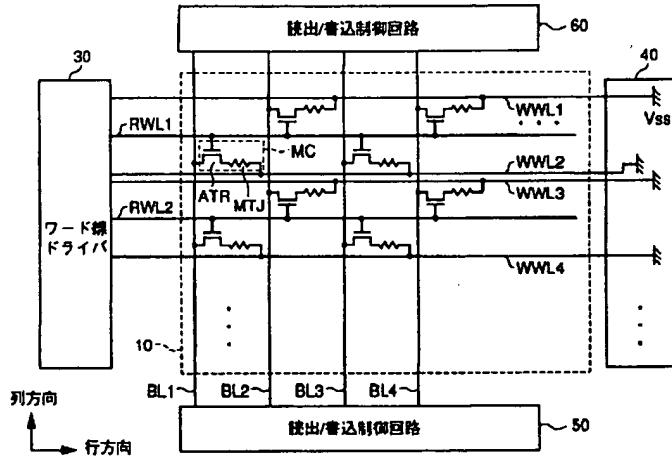 60
読出/書込制御回路
30
40
RWL1
WWL1
Vss
MC
WWL2
ATR
MTJ
WWL3
RWL2
ワード線
ドライバ
WWL4
10
BL1
BL2
BL3
BL4
列方向
行方向
読出/書込制御回路
50